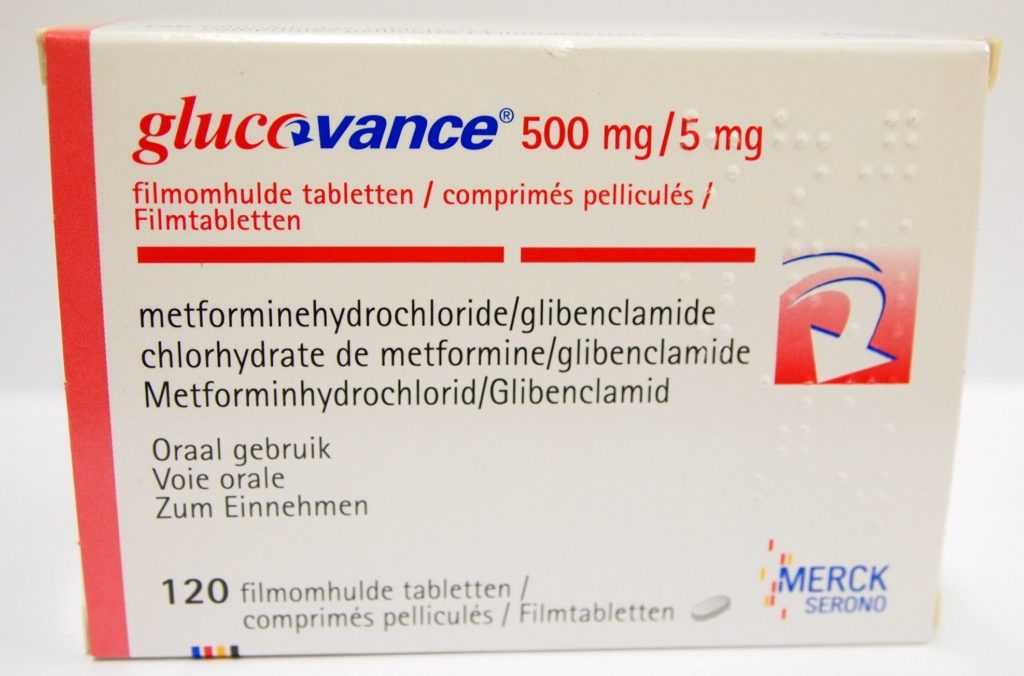 glucovance® 500 mg/5 mg
filmomhulde tabletten / comprimés pelliculés /
Filmtabletten
metforminehydrochloride/glibenclamide
chlorhydrate de metformine/glibenclamide
Metforminhydrochlorid/Glibenclamid
Oraal gebruik
Voie orale
Zum Einnehmen
120 filmomhulde tabletten /
comprimés pelliculés / Filmtabletten
MERCK
SERONO